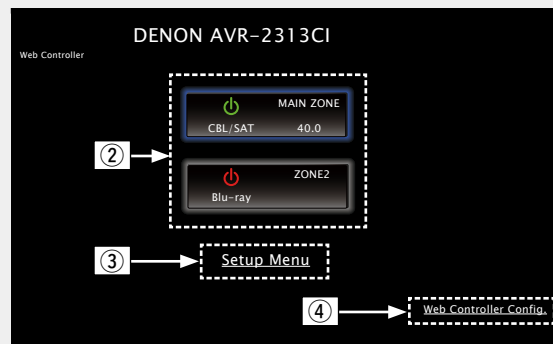 DENON AVR-2313CI
Web Controller
MAIN ZONE
CBL/SAT 40.0
②
ZONE2
Blu-ray
③ Setup Menu
④ Web Controller Config.